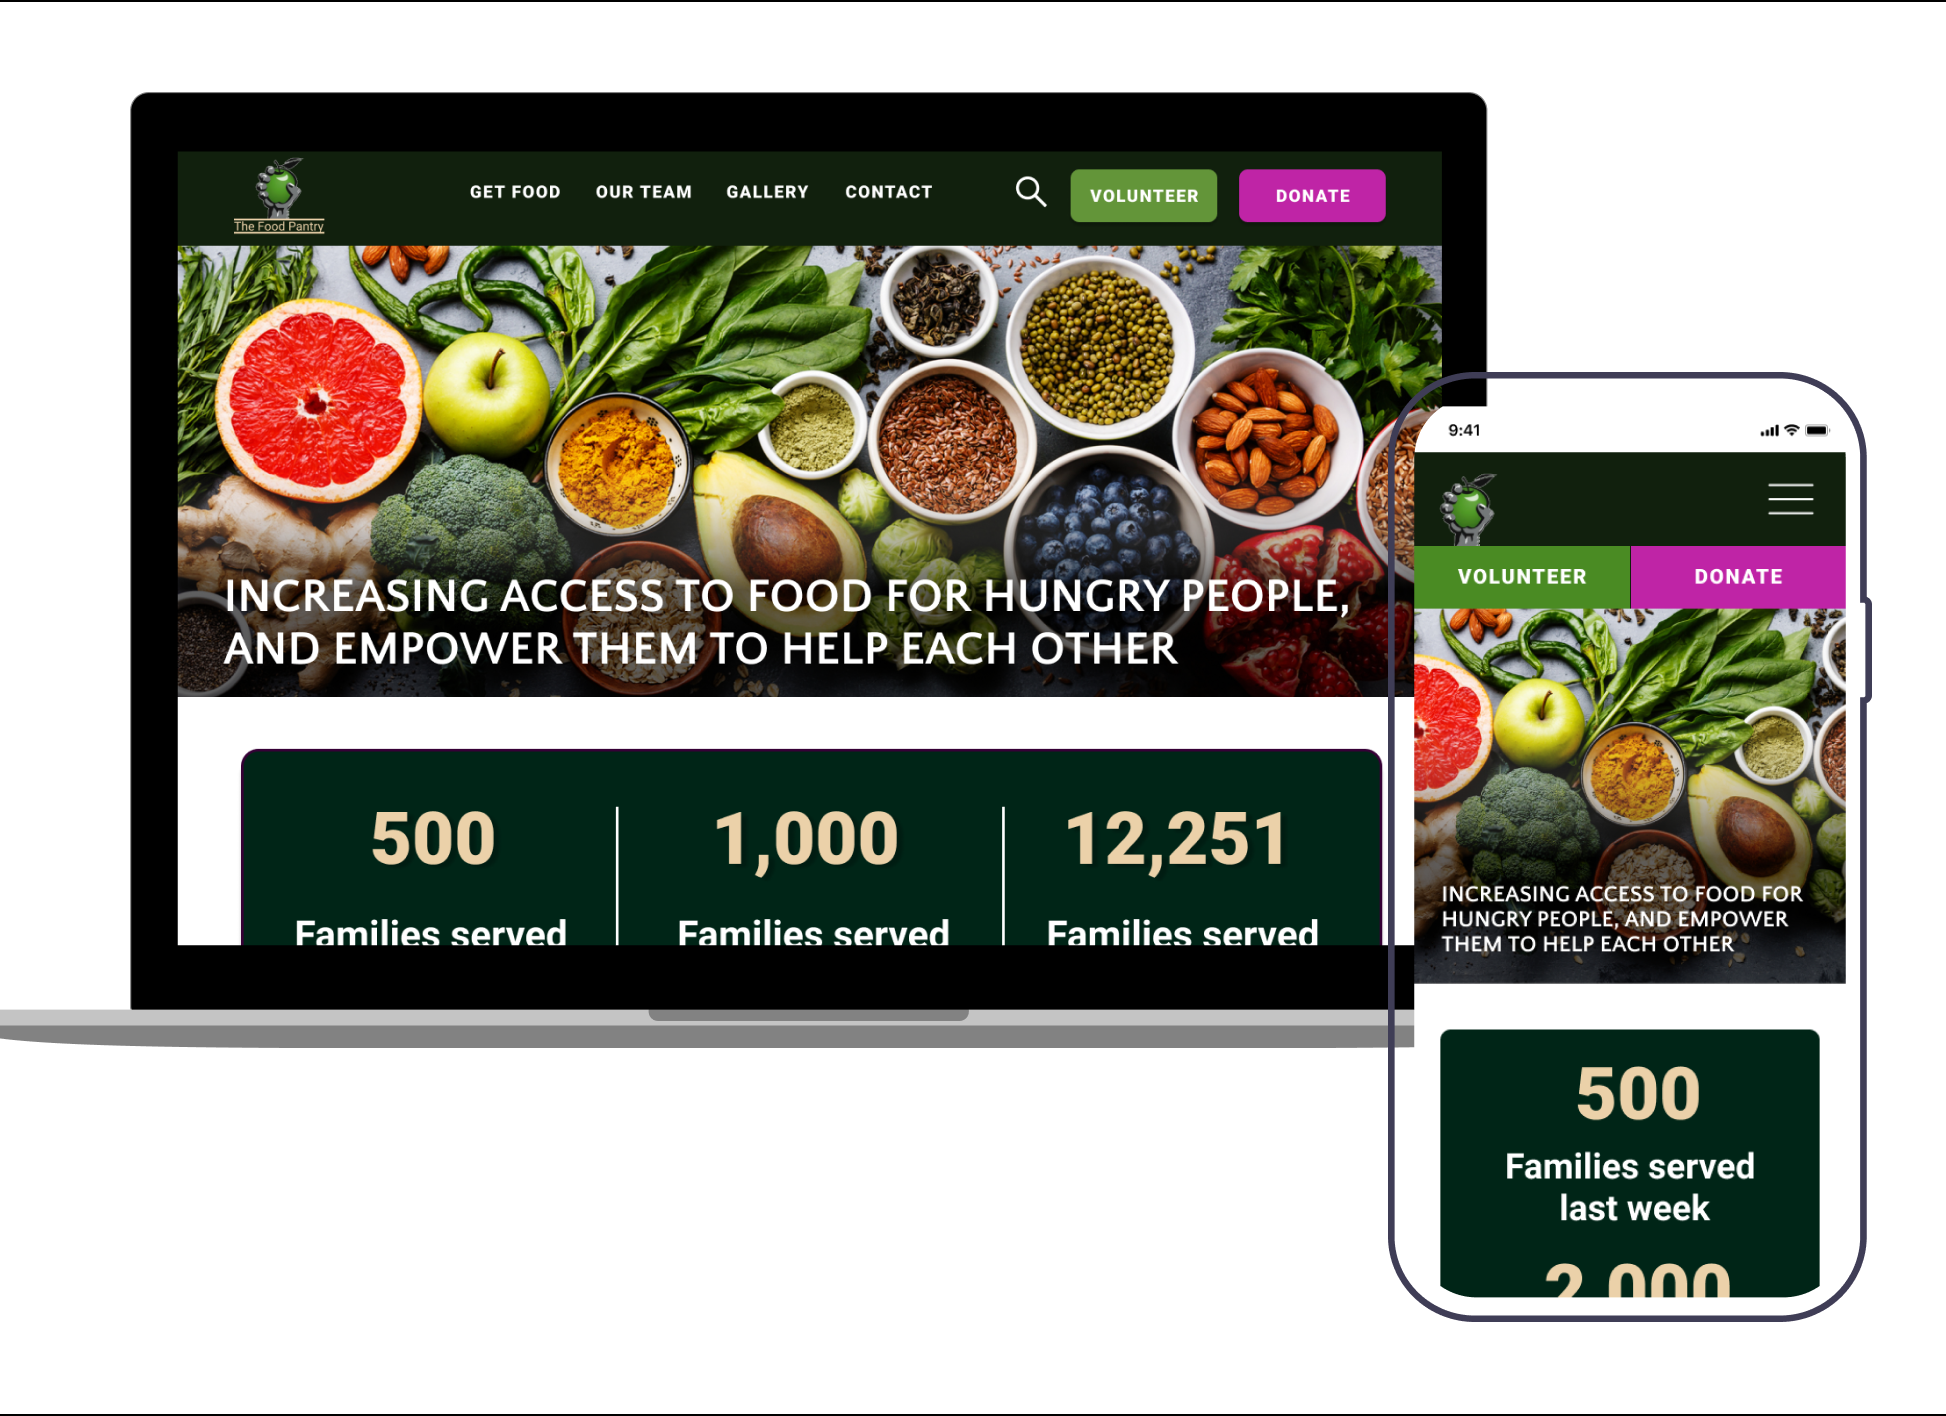 The Food Pantry
GET FOOD OUR TEAM GALLERY CONTACT VOLUNTEER DONATE
INCREASING ACCESS TO FOOD FOR HUNGRY PEOPLE,
AND EMPOWER THEM TO HELP EACH OTHER
500 1,000 12,251
Families served Families served Families served
9:41
VOLUNTEER DONATE
INCREASING ACCESS TO FOOD FOR
HUNGRY PEOPLE, AND EMPOWER
THEM TO HELP EACH OTHER
500
Families served
last week
2,000